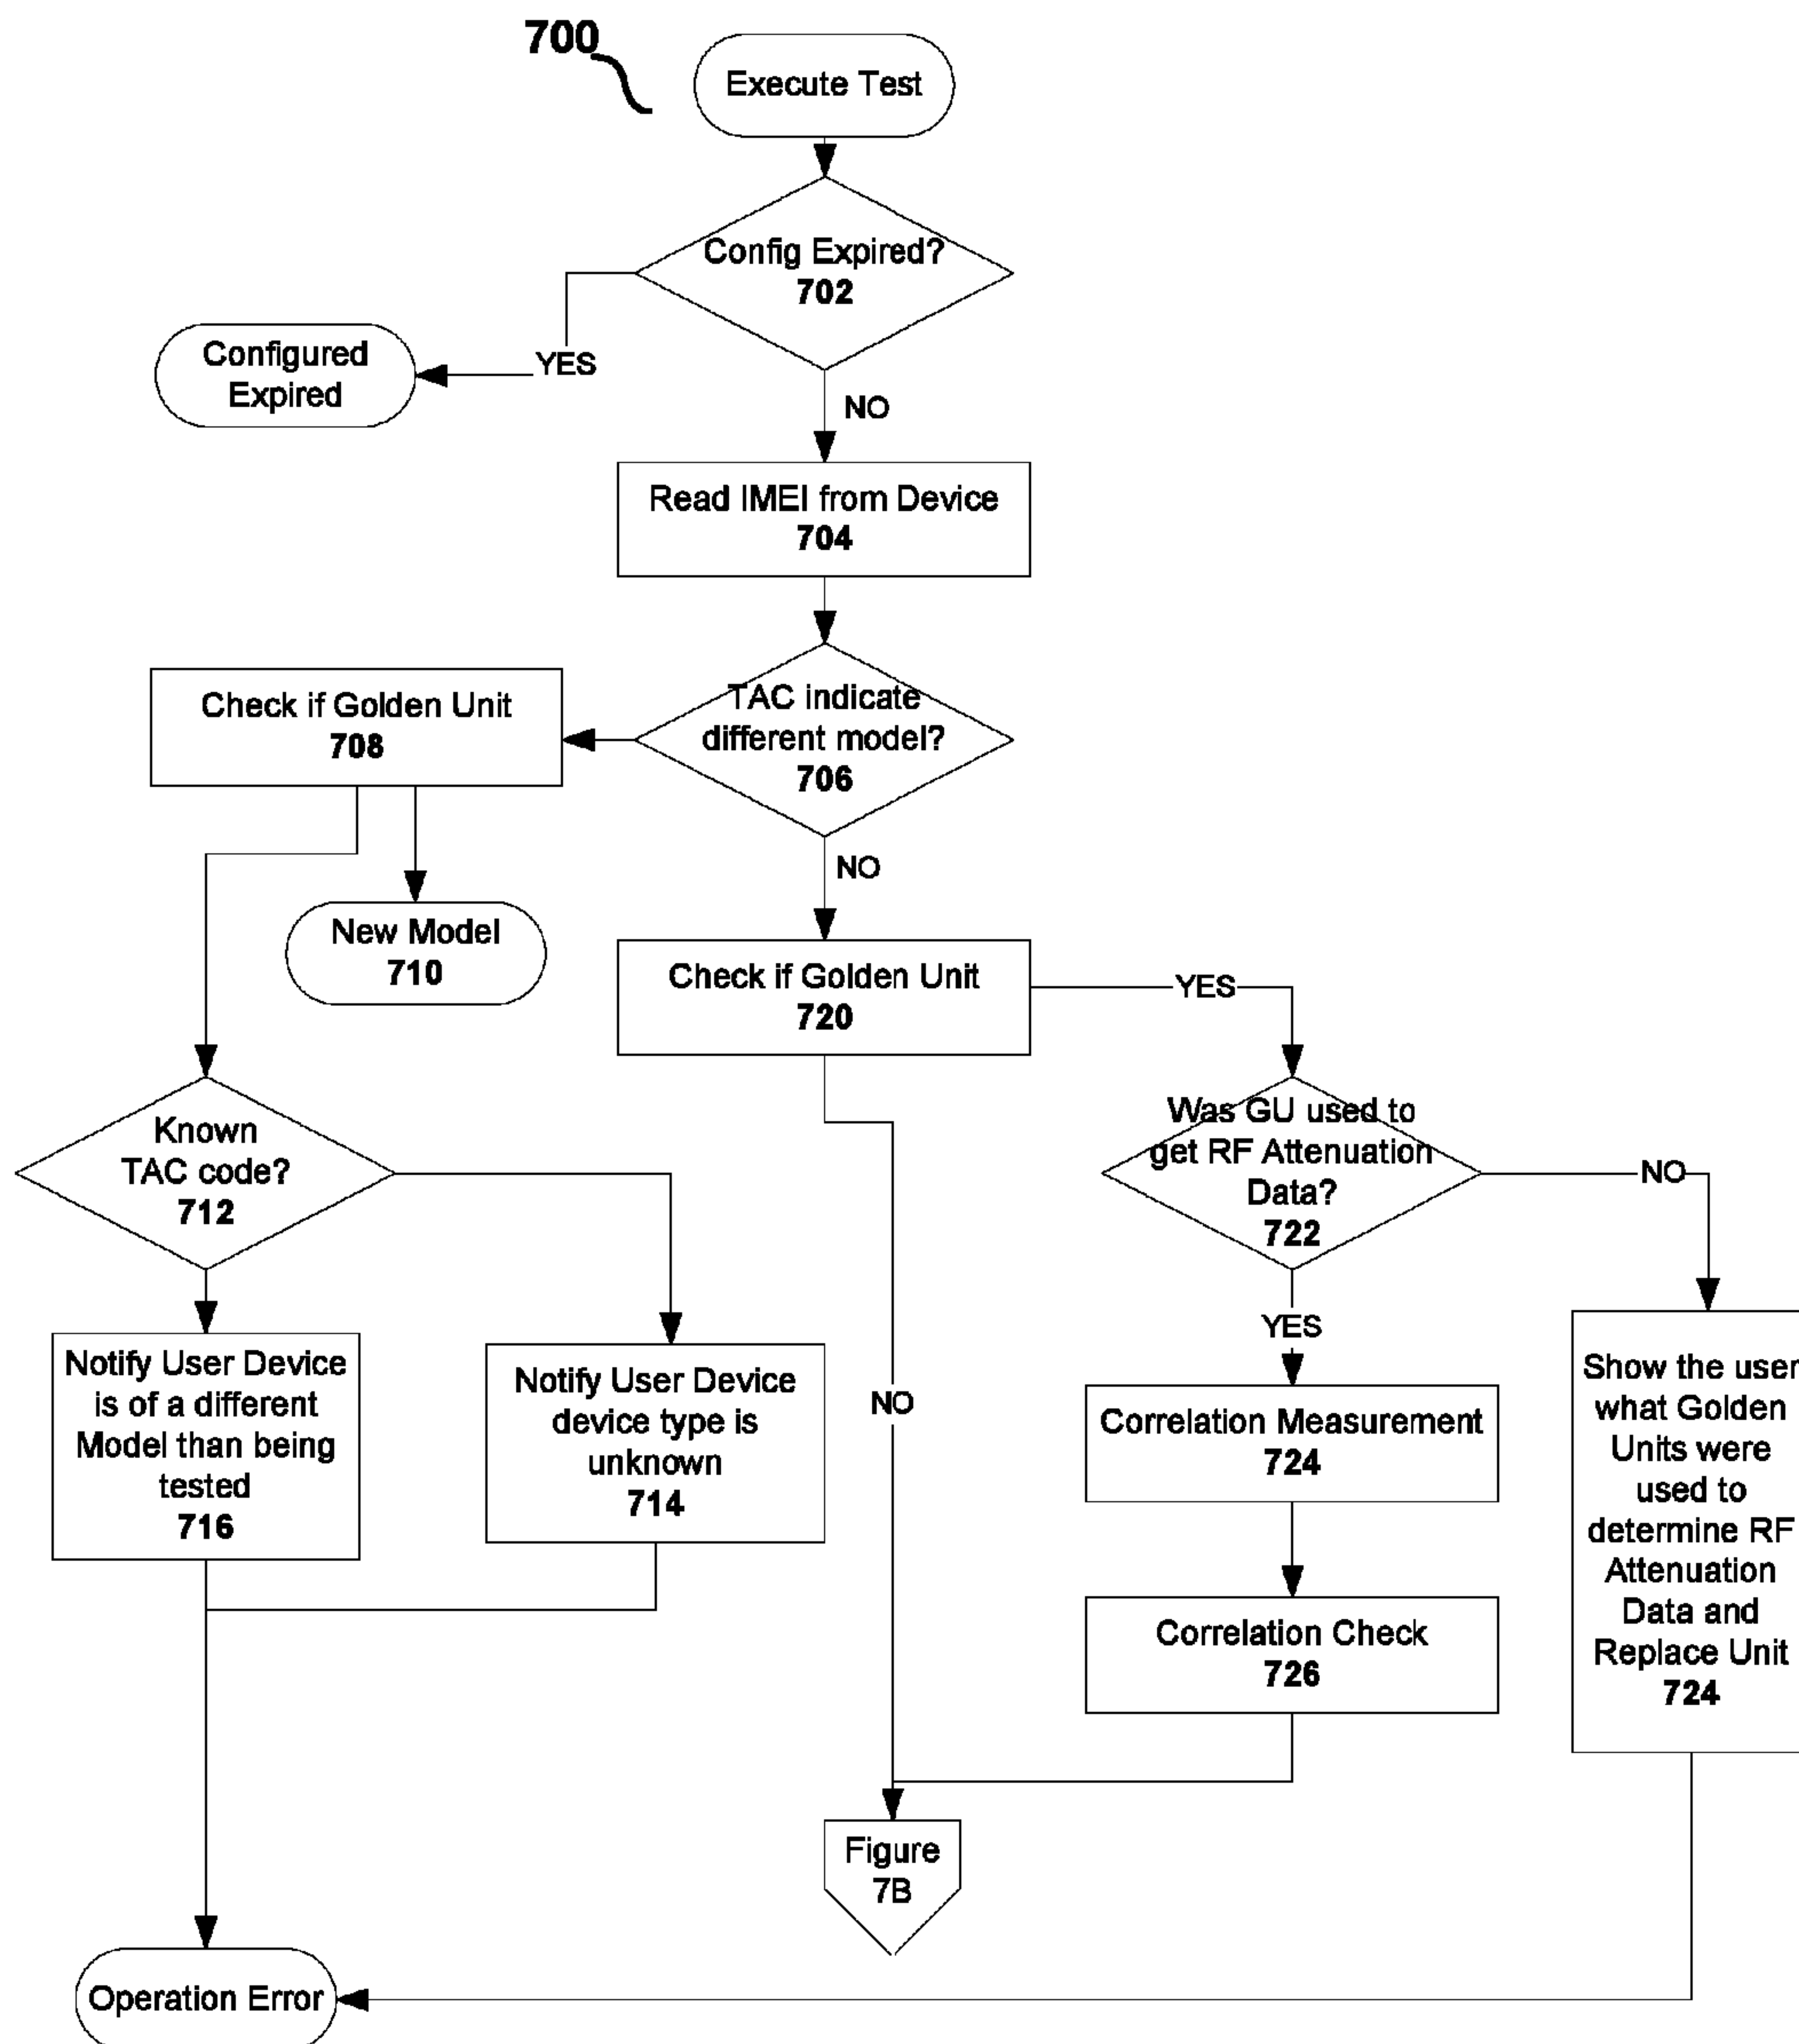 700
Execute Test
Config Expired?
702
YES
Configured
Expired
NO
Read IMEI from Device
704
TAC indicate
different model?
706
Check if Golden Unit
708
NO
New Model
710
Check if Golden Unit
720
YES
Known
TAC code?
712
Was GU used to
get RF Attenuation
Data?
722
NO
YES
Notify User Device
is of a different
Model than being
tested
716
Notify User Device
device type is
unknown
714
NO
Correlation Measurement
724
Show the user
what Golden
Units were
used to
determine RF
Attenuation
Data and
Replace Unit
724
Correlation Check
726
Figure
7B
Operation Error